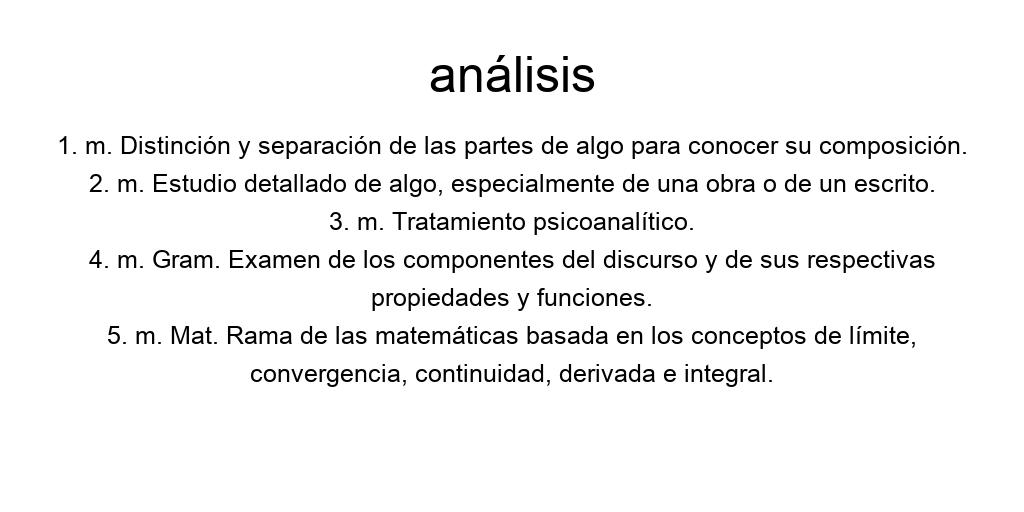 análisis
1. m. Distinción y separación de las partes de algo para conocer su composición.
2. m. Estudio detallado de algo, especialmente de una obra o de un escrito.
3. m. Tratamiento psicoanalítico.
4. m. Gram. Examen de los componentes del discurso y de sus respectivas
propiedades y funciones.
5. m. Mat. Rama de las matemáticas basada en los conceptos de límite,
convergencia, continuidad, derivada e integral.